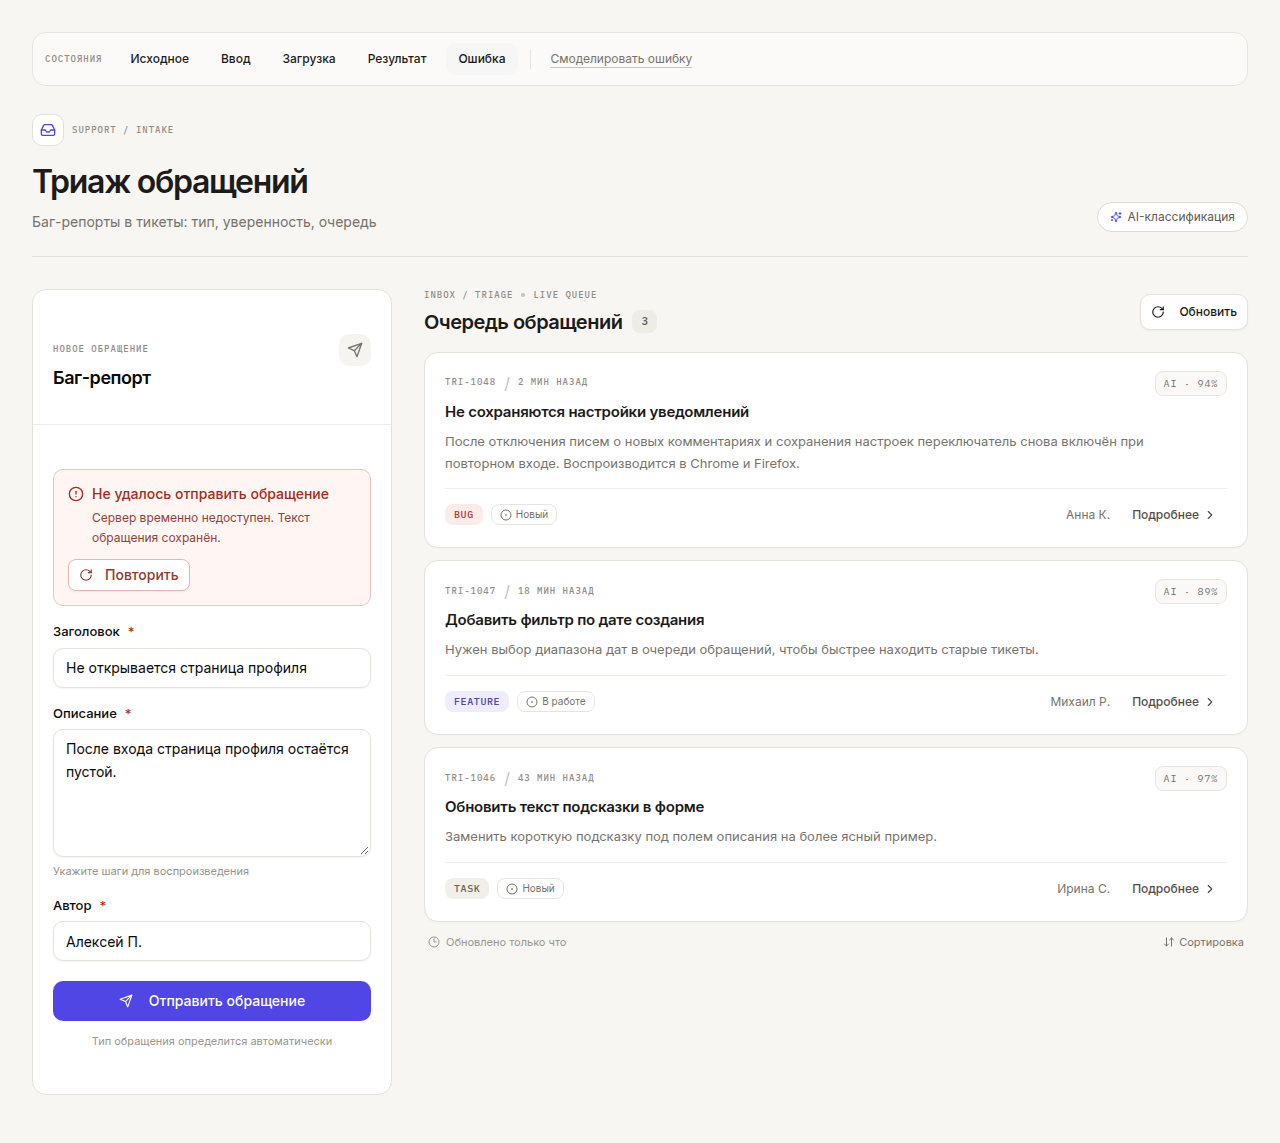 СОСТОЯНИЯ Исходное Ввод Загрузка Результат Ошибка Смоделировать ошибку
SUPPORT / INTAKE
Триаж обращений
Баг-репорты в тикеты: тип, уверенность, очередь
AI-классификация
НОВОЕ ОБРАЩЕНИЕ
Баг-репорт
Не удалось отправить обращение
Сервер временно недоступен. Текст
обращения сохранён.
Повторить
Заголовок *
Не открывается страница профиля
Описание *
После входа страница профиля остаётся
пустой.
Укажите шаги для воспроизведения
Автор *
Алексей П.
Отправить обращение
Тип обращения определится автоматически
INBOX / TRIAGE • LIVE QUEUE
Очередь обращений 3
Обновить
TRI-1048 / 2 МИН НАЗАД
AI · 94%
Не сохраняются настройки уведомлений
После отключения писем о новых комментариях и сохранения настроек переключатель снова включён при
повторном входе. Воспроизводится в Chrome и Firefox.
BUG Новый Анна К. Подробнее
TRI-1047 / 18 МИН НАЗАД
AI · 89%
Добавить фильтр по дате создания
Нужен выбор диапазона дат в очереди обращений, чтобы быстрее находить старые тикеты.
FEATURE В работе Михаил Р. Подробнее
TRI-1046 / 43 МИН НАЗАД
AI · 97%
Обновить текст подсказки в форме
Заменить короткую подсказку под полем описания на более ясный пример.
TASK Новый Ирина С. Подробнее
Обновлено только что
Сортировка